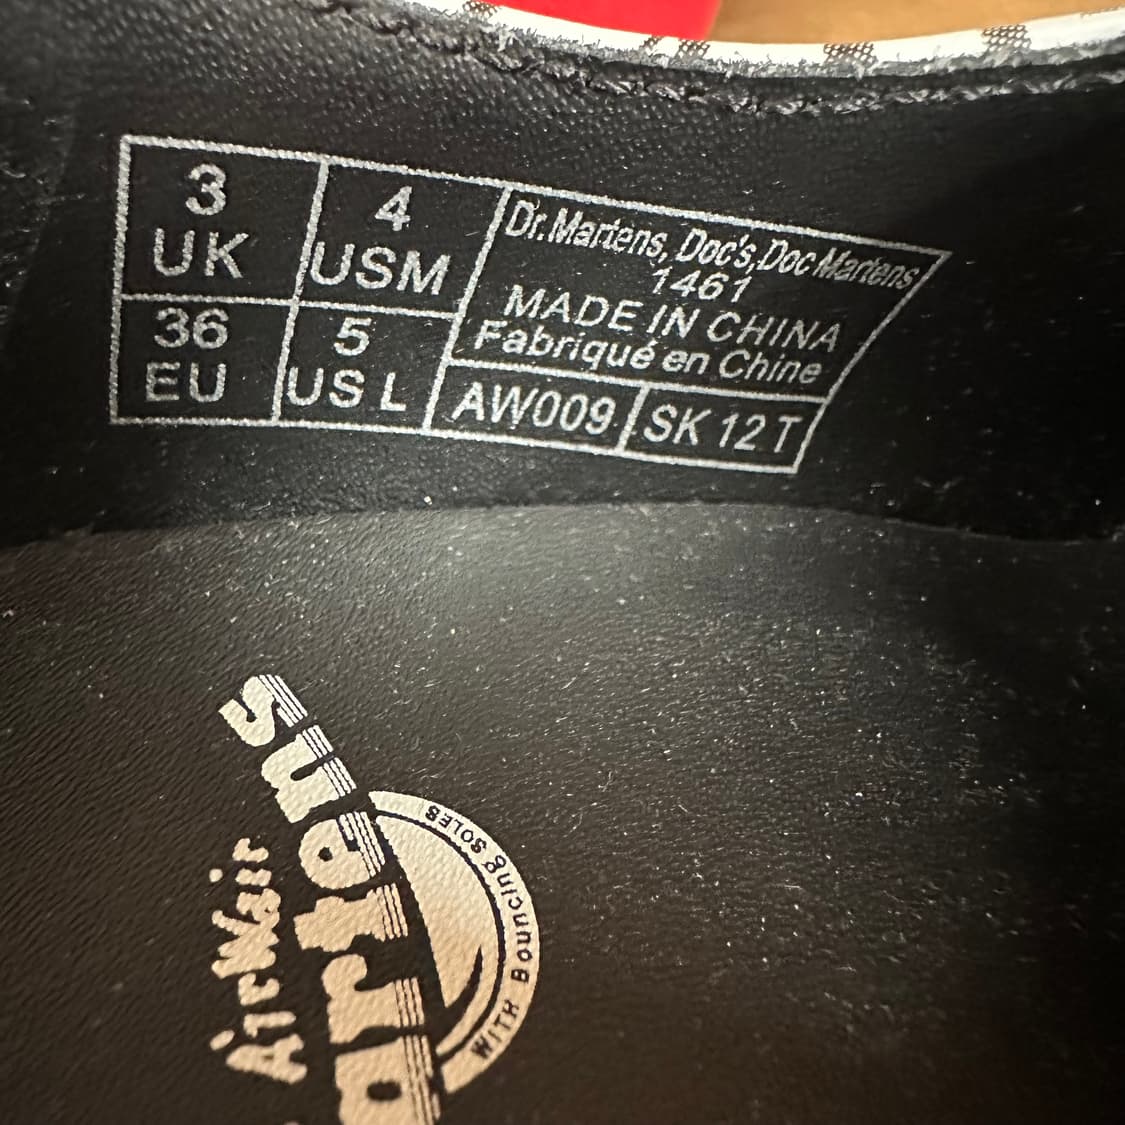 3
UK
4
USM
36
EU
5
US L
Dr.Martens, Doc's,Doc Martens
1461
MADE IN CHINA
Fabriqué en Chine
AW009
SK 12 T
AirWair
artens
WITH Bouncing SOLES